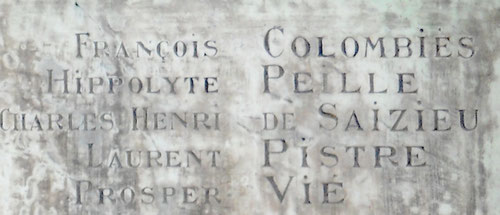 François Colombiès
Hippolyte Peille
Charles Henri de Saizieu
Laurent Pistre
Prosper Vié